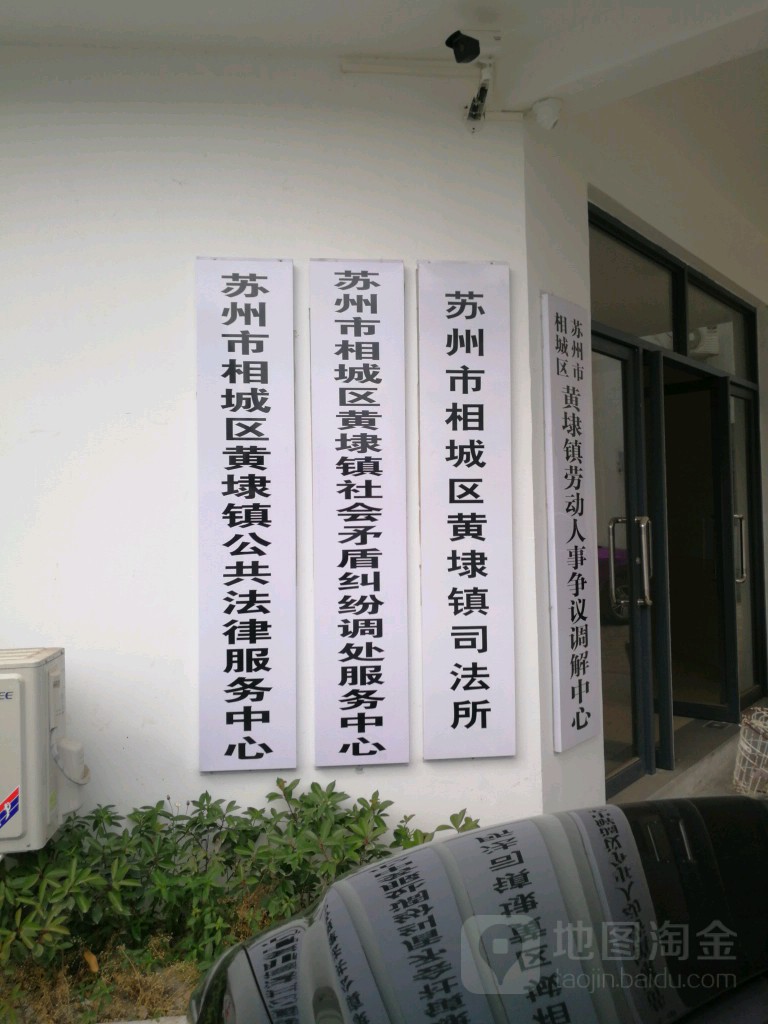 苏州市相城区黄埭镇公共法律服务中心
苏州市相城区黄埭镇社会矛盾纠纷调处服务中心
苏州市相城区黄埭镇司法所
苏州市
相城区
黄埭镇劳动人事争议调解中心
EE
地图淘金
taojin.baidu.com